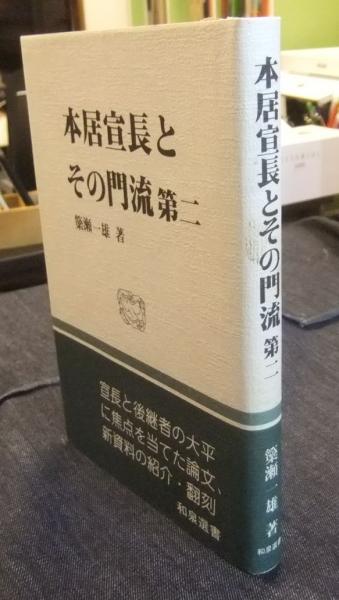 本居宣長と
その門流 第二
簗瀬一雄 著
宣長と後継者の大平
に焦点を当てた論文、
新資料の紹介・翻刻
和泉選書
本居宣長とその門流 第二
簗瀬一雄 著
和泉選書